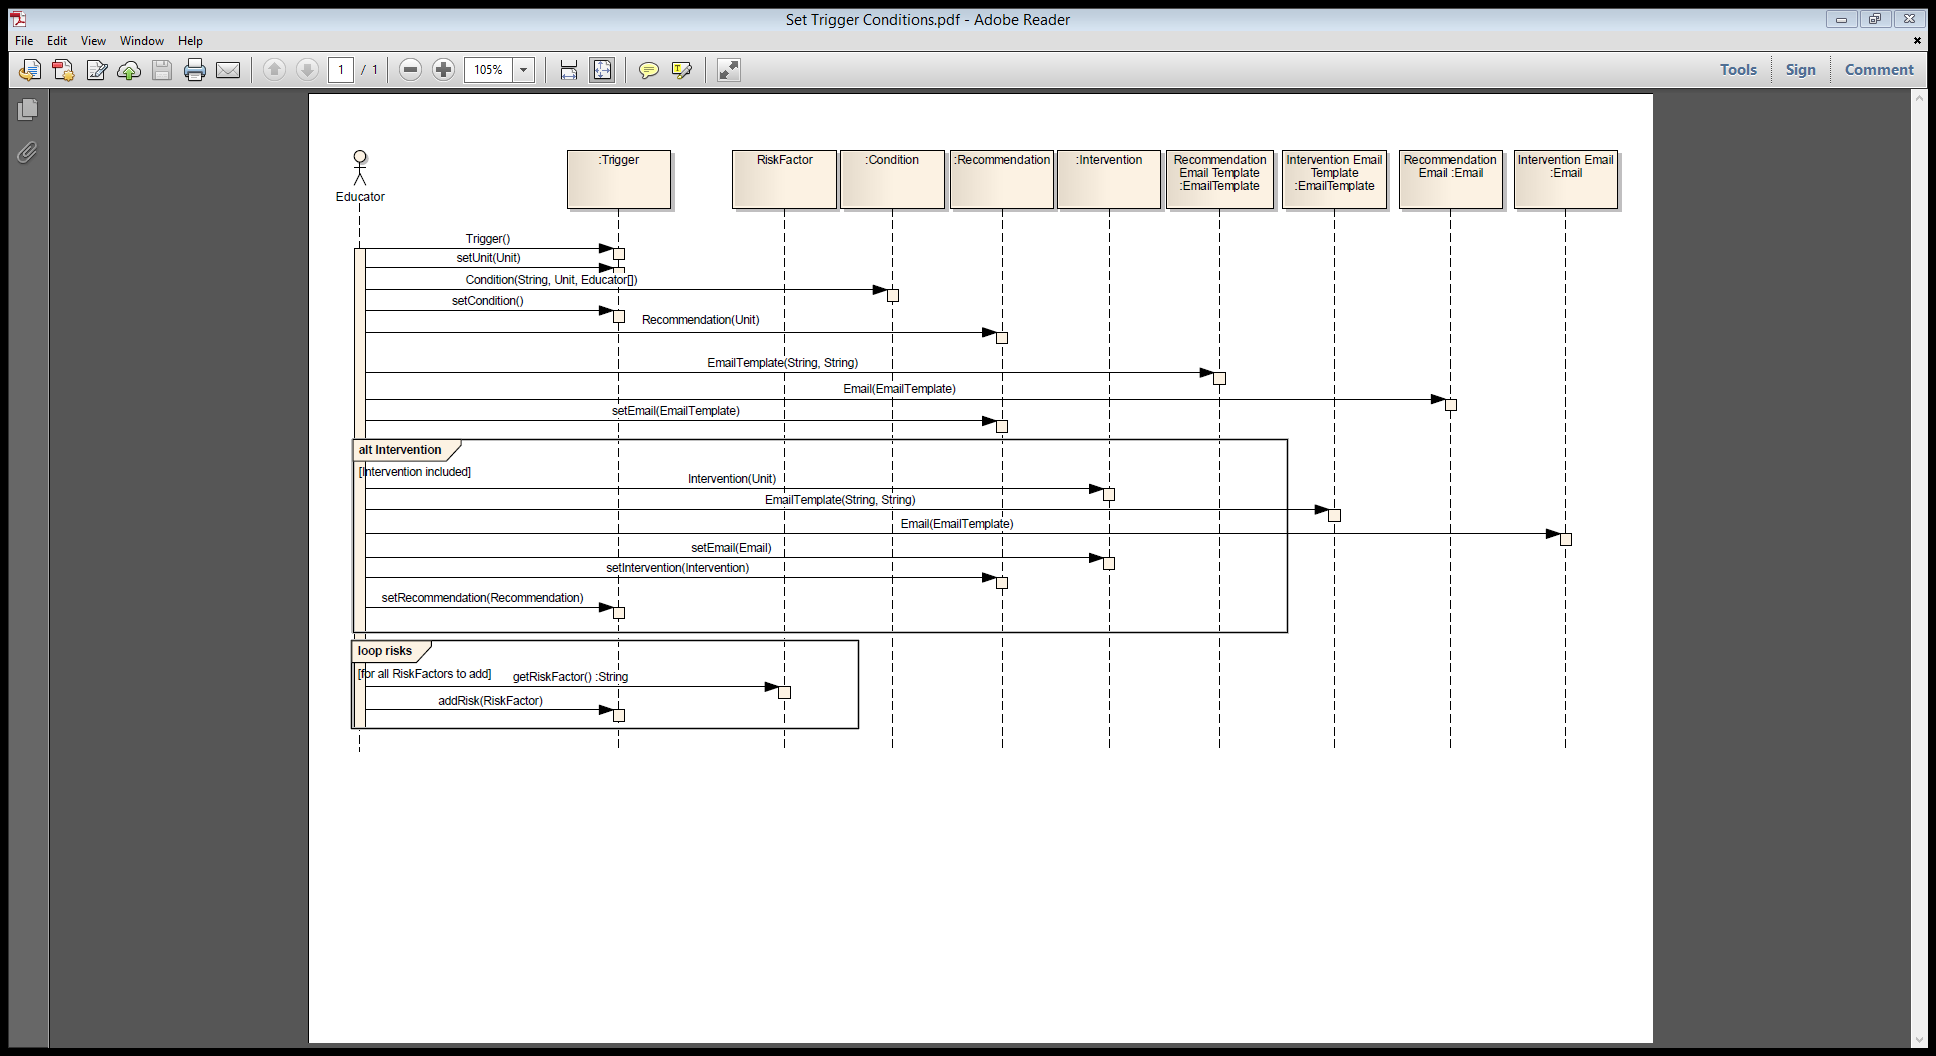 Set Trigger Conditions.pdf - Adobe Reader
File Edit View Window Help
1 / 1 105% Tools Sign Comment
Educator
:Trigger
RiskFactor
:Condition
:Recommendation
:Intervention
Recommendation
Email Template
:EmailTemplate
Intervention Email
Template
:EmailTemplate
Recommendation
Email :Email
Intervention Email
:Email
Trigger()
setUnit(Unit)
Condition(String, Unit, Educator[])
setCondition()
Recommendation(Unit)
EmailTemplate(String, String)
Email(EmailTemplate)
setEmail(EmailTemplate)
alt Intervention
[Intervention included]
Intervention(Unit)
EmailTemplate(String, String)
Email(EmailTemplate)
setEmail(Email)
setIntervention(Intervention)
setRecommendation(Recommendation)
loop risks
[for all RiskFactors to add]
getRiskFactor() :String
addRisk(RiskFactor)